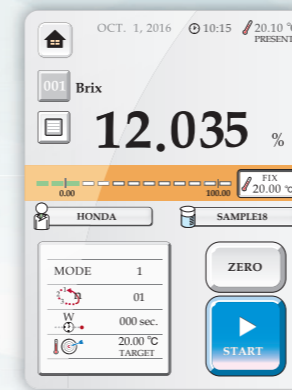 OCT. 1, 2016 10:15 20.10 °C
PRESENT
001 Brix
12.035 %
0.00 100.00 FIX
20.00 °C
HONDA SAMPLE18
MODE 1
01
W 000 sec.
20.00 °C
TARGET
ZERO
START